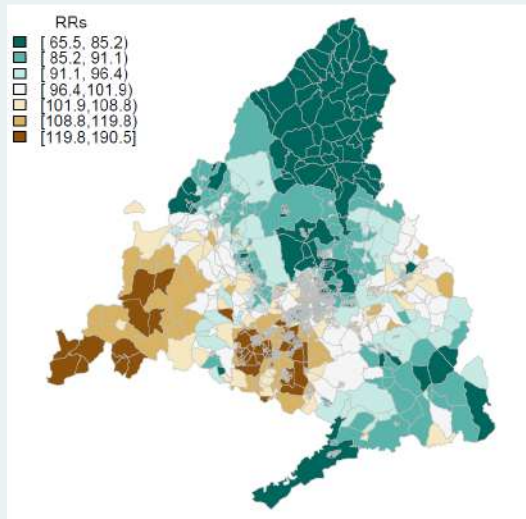 RRs
[ 65.5, 85.2)
[ 85.2, 91.1)
[ 91.1, 96.4)
[ 96.4,101.9)
[101.9,108.8)
[108.8,119.8)
[119.8,190.5]